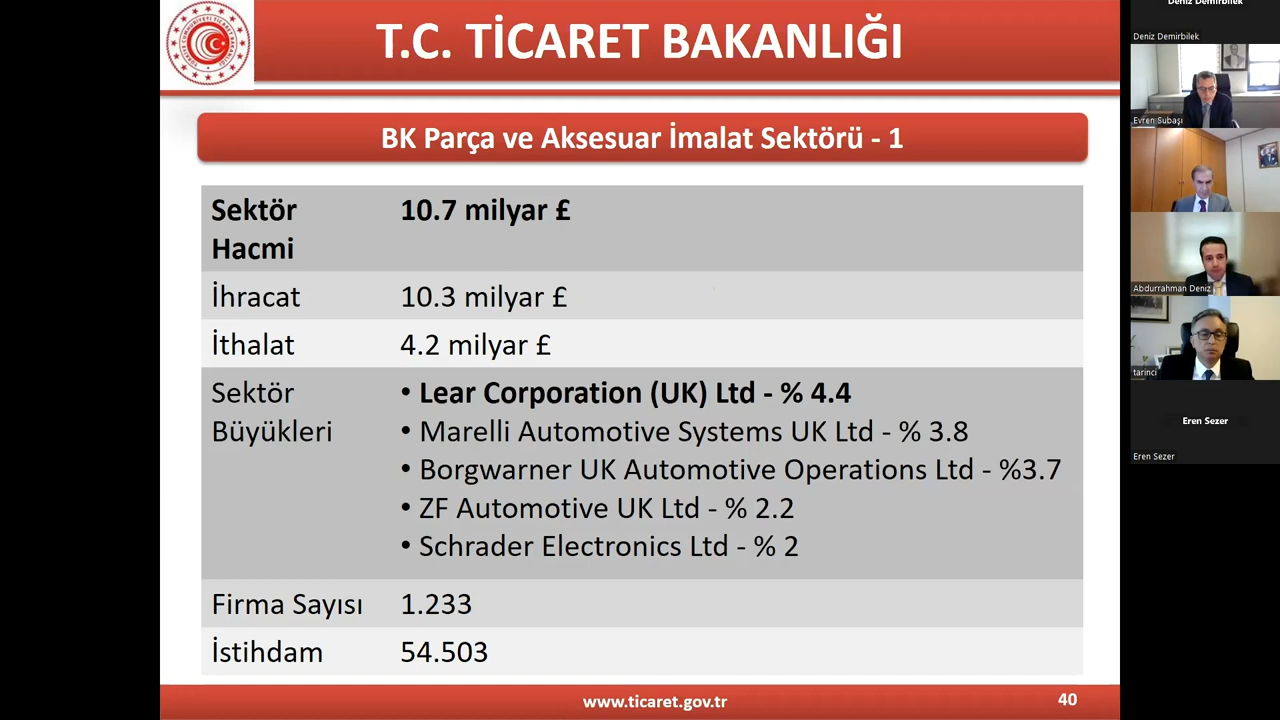 T.C. TİCARET BAKANLIĞI
BK Parça ve Aksesuar İmalat Sektörü - 1
Sektör Hacmi
10.7 milyar £
İhracat
10.3 milyar £
İthalat
4.2 milyar £
Sektör Büyükleri
• Lear Corporation (UK) Ltd - % 4.4
• Marelli Automotive Systems UK Ltd - % 3.8
• Borgwarner UK Automotive Operations Ltd - %3.7
• ZF Automotive UK Ltd - % 2.2
• Schrader Electronics Ltd - % 2
Firma Sayısı
1.233
İstihdam
54.503
www.ticaret.gov.tr
40
Deniz Demirbilek
Deniz Demirbilek
Evren Subaşı
Abdurrahman Deniz
tarinci
Eren Sezer
Eren Sezer